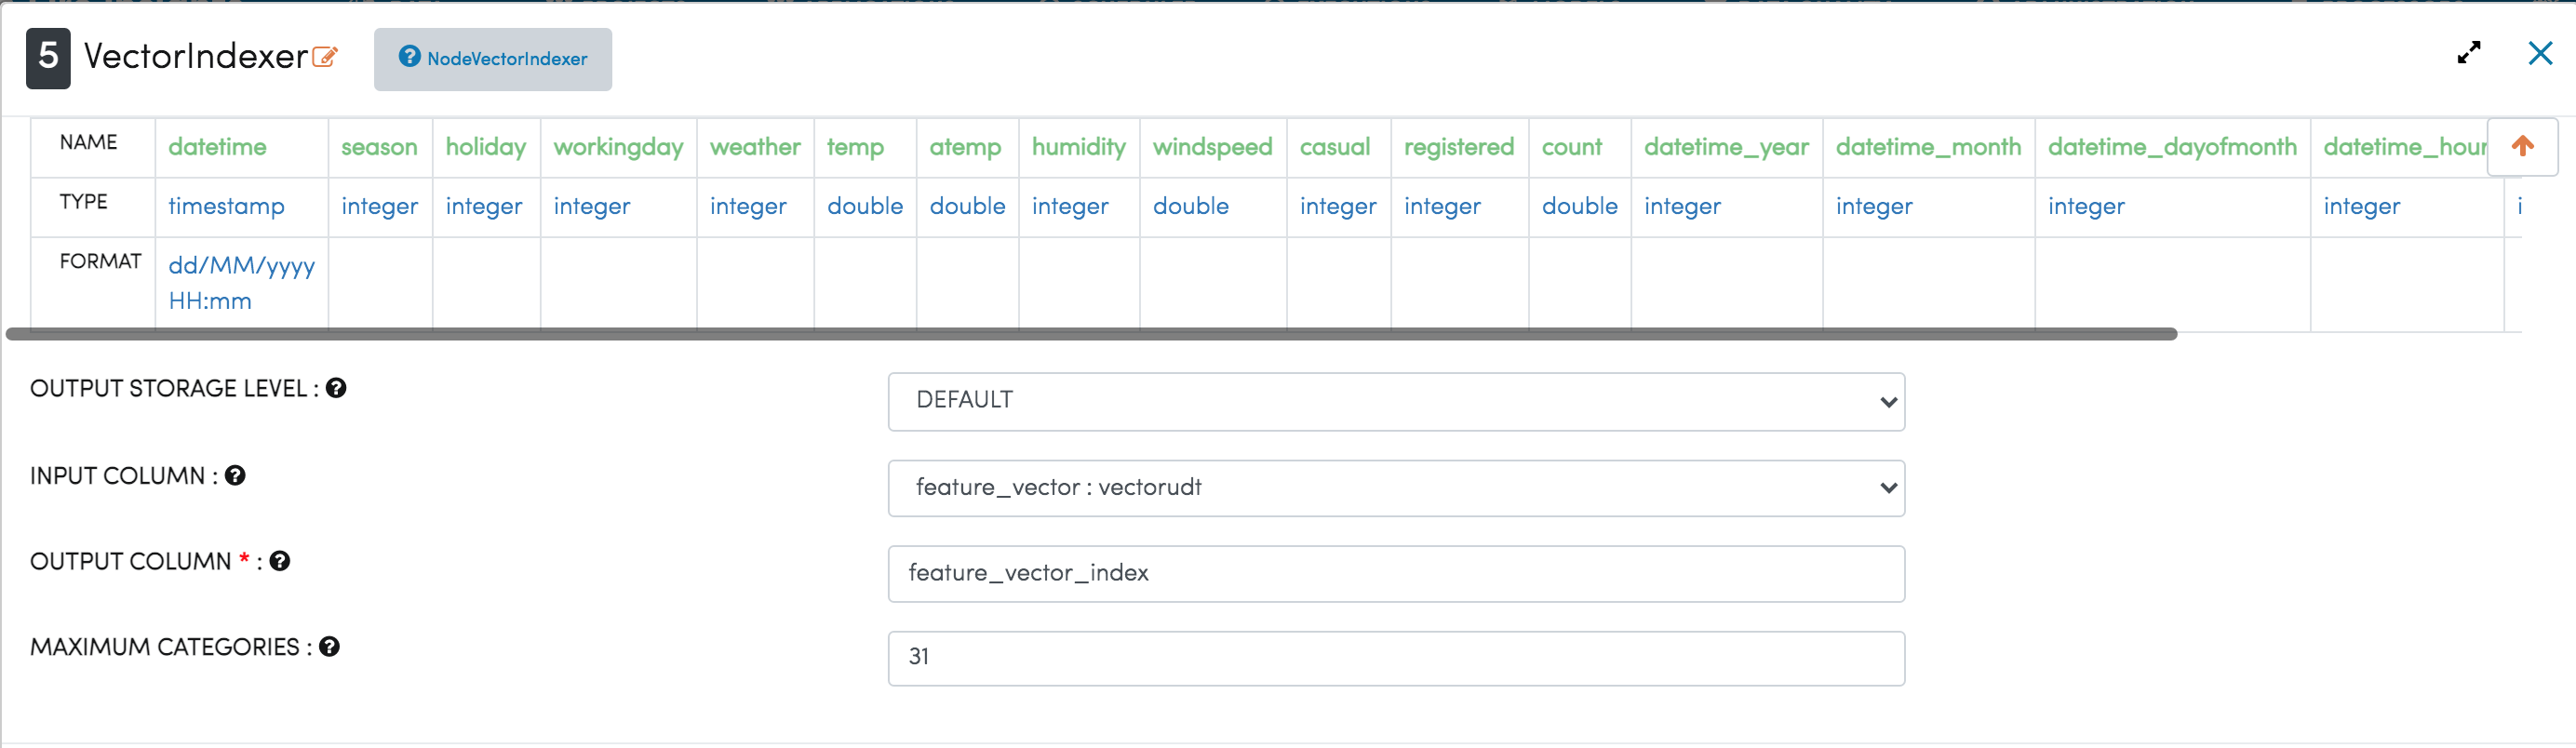 5 VectorIndexer NodeVectorIndexer
NAME datetime season holiday workingday weather temp atemp humidity windspeed casual registered count datetime_year datetime_month datetime_dayofmonth datetime_hour
TYPE timestamp integer integer integer integer double double integer double integer integer double integer integer integer integer i
FORMAT dd/MM/yyyy
HH:mm
OUTPUT STORAGE LEVEL : DEFAULT
INPUT COLUMN : feature_vector : vectorudt
OUTPUT COLUMN * : feature_vector_index
MAXIMUM CATEGORIES : 31